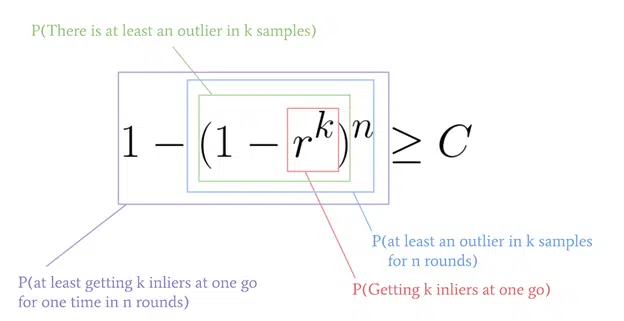 P(There is at least an outlier in k samples)
1 − (1 − r^k)^n ≥ C
P(at least an outlier in k samples
for n rounds)
P(at least getting k inliers at one go
for one time in n rounds)
P(Getting k inliers at one go)